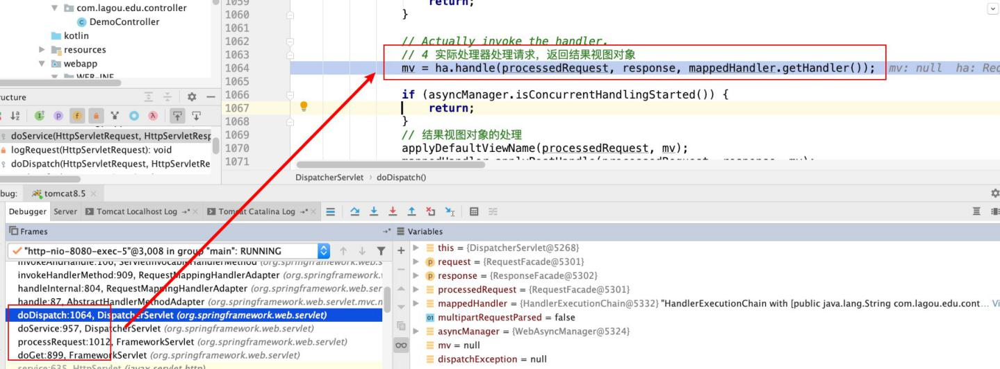 com.lagou.edu.controller
DemoController
kotlin
resources
webapp
WEB-INF
ructure
doService(HttpServletRequest, HttpServletResp
logRequest(HttpServletRequest): void
doDispatch(HttpServletRequest, HttpServletRe
1059 return;
1060 }
1061
1062 // Actually invoke the handler.
1063 // 4 实际处理器处理请求，返回结果视图对象
1064 mv = ha.handle(processedRequest, response, mappedHandler.getHandler()); mv: null ha: Req
1066 if (asyncManager.isConcurrentHandlingStarted()) {
1067 return;
1068 }
1069 // 结果视图对象的处理
1070 applyDefaultViewName(processedRequest, mv);
1071 mappedHandler.applyPostHandle(processedRequest, response, mv);
DispatcherServlet › doDispatch()
bug: tomcat8.5
Debugger Server Tomcat Localhost Log Tomcat Catalina Log
Frames
"http-nio-8080-exec-5"@3,008 in group "main": RUNNING
invokeAndHandle:106, ServletInvocableHandlerMethod (org.springframework.web.s
invokeHandlerMethod:909, RequestMappingHandlerAdapter (org.springframework.
handleInternal:804, RequestMappingHandlerAdapter (org.springframework.web.ser
handle:87, AbstractHandlerMethodAdapter (org.springframework.web.servlet.mvc.n
doDispatch:1064, DispatcherServlet (org.springframework.web.servlet)
doService:957, DispatcherServlet (org.springframework.web.servlet)
processRequest:1012, FrameworkServlet (org.springframework.web.servlet)
doGet:899, FrameworkServlet (org.springframework.web.servlet)
service:635, HttpServlet (javax.servlet.http)
Variables
this = {DispatcherServlet@5268}
request = {RequestFacade@5301}
response = {ResponseFacade@5302}
processedRequest = {RequestFacade@5301}
mappedHandler = {HandlerExecutionChain@5332} "HandlerExecutionChain with [public java.lang.String com.lagou.edu.cont... Vi
multipartRequestParsed = false
asyncManager = {WebAsyncManager@5324}
mv = null
dispatchException = null